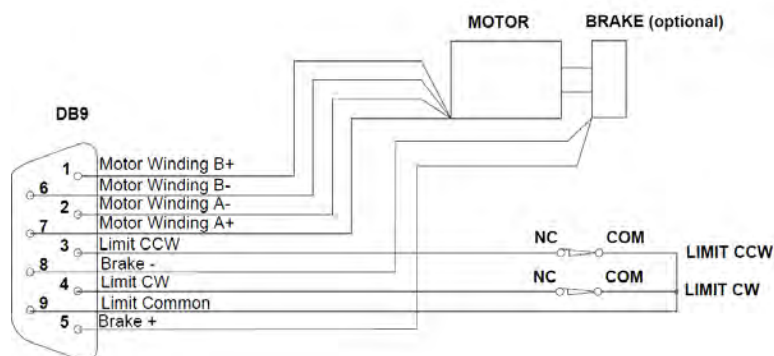 MOTOR
BRAKE (optional)
DB9
1 Motor Winding B+
6 Motor Winding B-
2 Motor Winding A-
7 Motor Winding A+
3 Limit CCW
8 Brake -
4 Limit CW
9 Limit Common
5 Brake +
NC COM
LIMIT CCW
NC COM
LIMIT CW